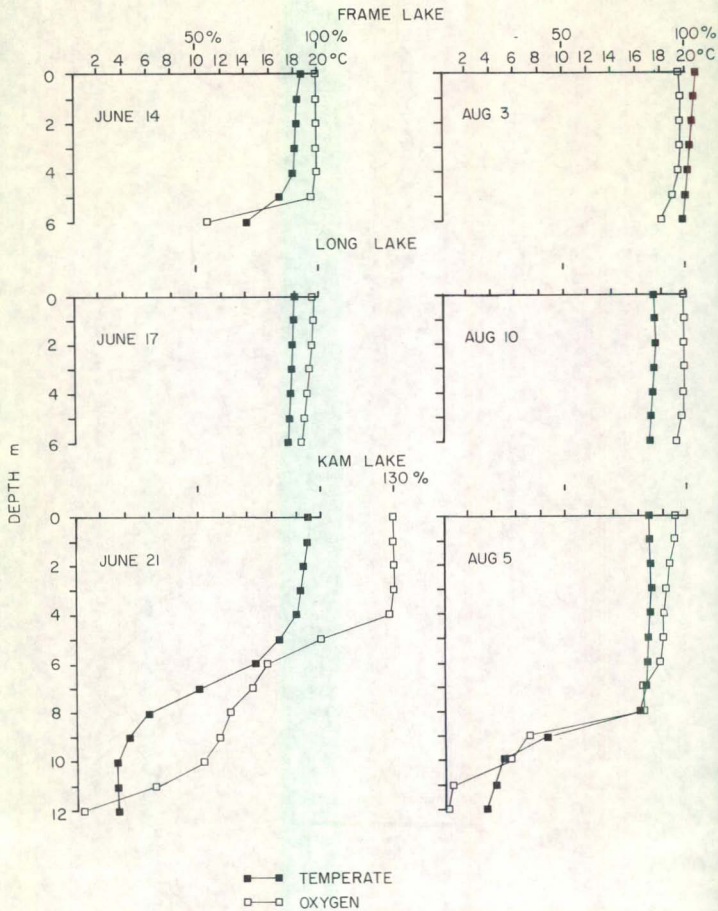 FRAME LAKE
50% 100%
2 4 6 8 10 12 14 16 18 20°C
50 100%
2 4 6 8 10 12 14 16 18 20°C
0
2
4
6
JUNE 14
AUG 3
LONG LAKE
0
2
4
6
JUNE 17
AUG 10
DEPTH m
KAM LAKE
130 %
0
2
4
6
8
10
12
JUNE 21
AUG 5
TEMPERATE
OXYGEN